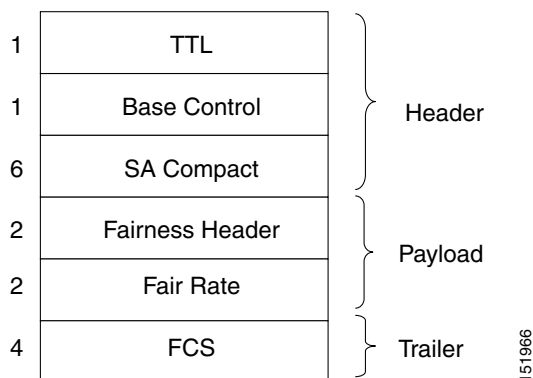 1 TTL
1 Base Control
Header
6 SA Compact
2 Fairness Header
Payload
2 Fair Rate
4 FCS
Trailer
151966